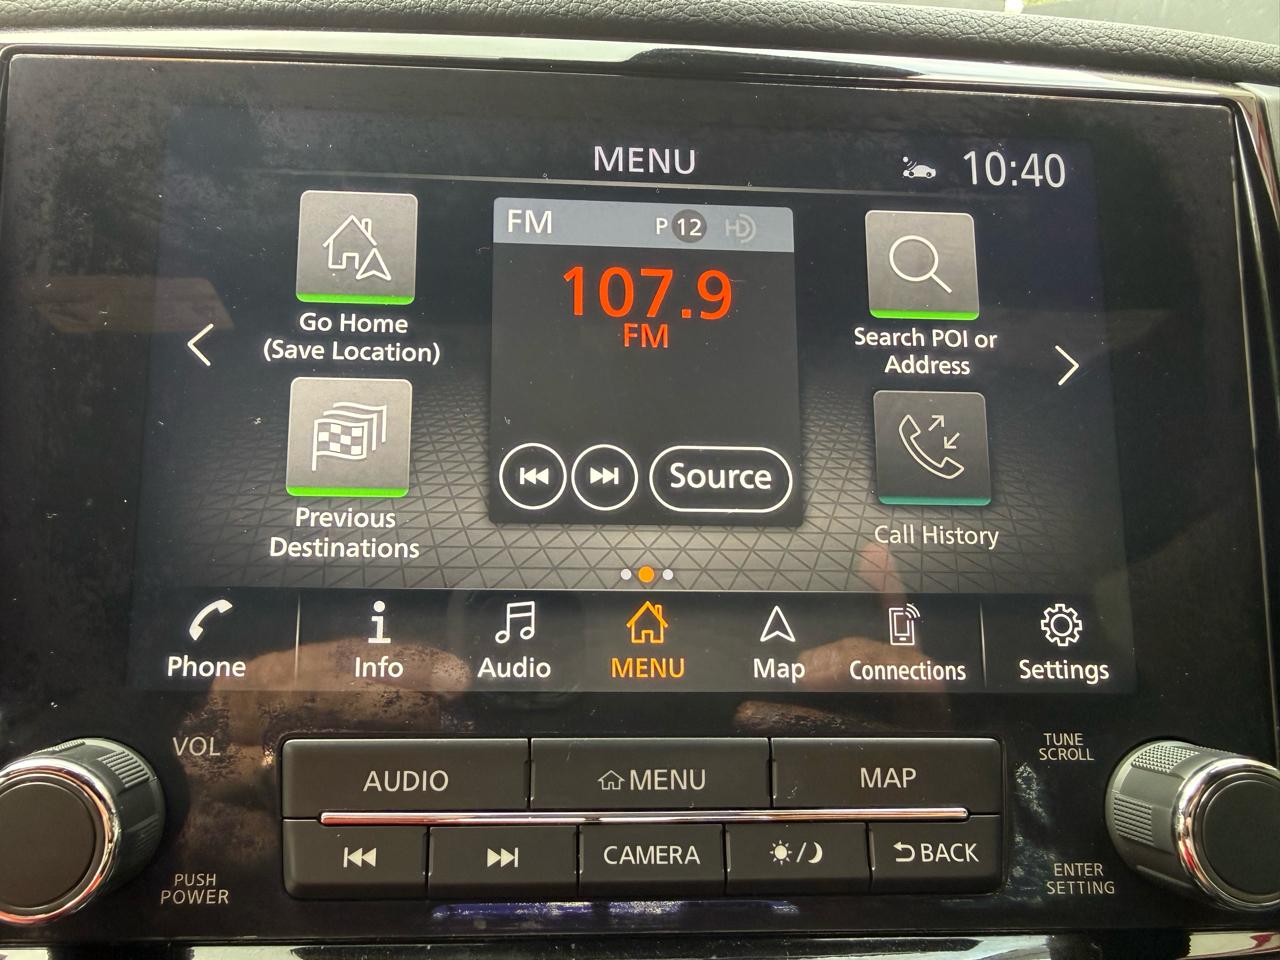 MENU
10:40
FM
P 12 HD
107.9
FM
Go Home
(Save Location)
Search POI or
Address
Source
Previous
Destinations
Call History
Phone
Info
Audio
MENU
Map
Connections
Settings
VOL
TUNE
SCROLL
AUDIO
MENU
MAP
CAMERA
BACK
PUSH
POWER
ENTER
SETTING